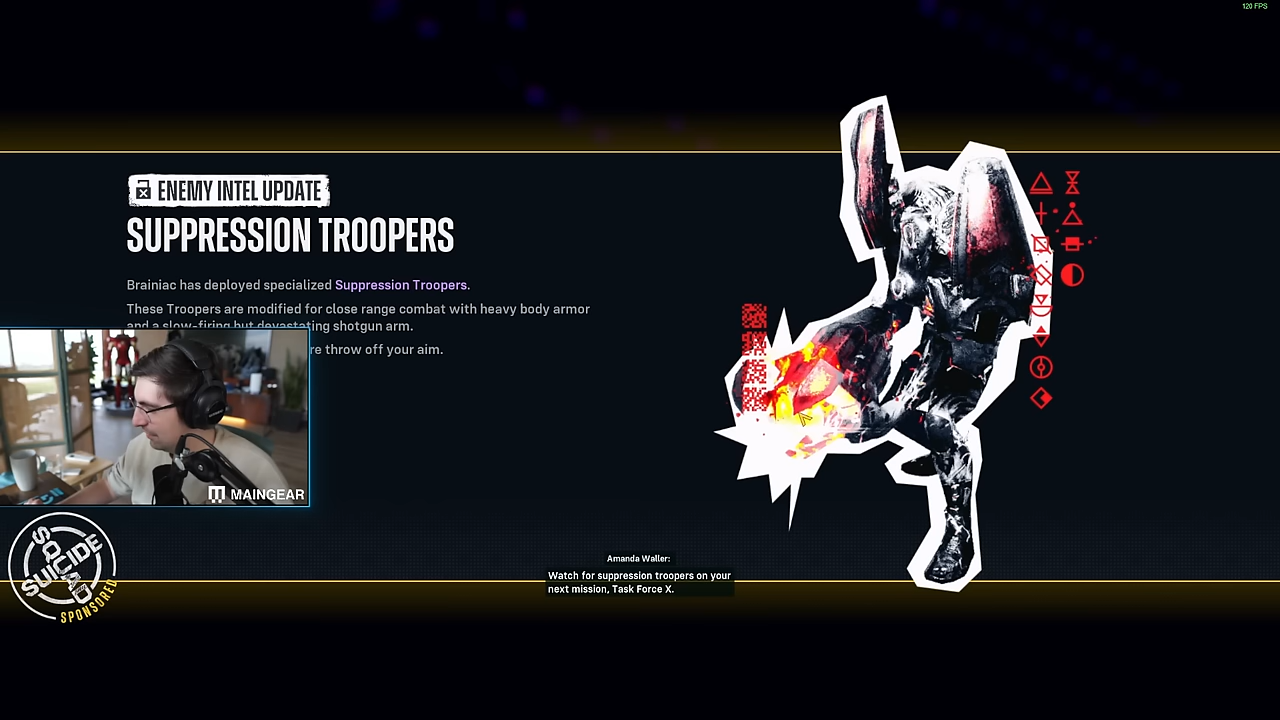 120 FPS
ENEMY INTEL UPDATE
SUPPRESSION TROOPERS
Brainiac has deployed specialized Suppression Troopers.
These Troopers are modified for close range combat with heavy body armor
and a slow-firing but devastating shotgun arm.
re throw off your aim.
MAINGEAR
SUICIDE
SQUAD
SPONSORED
Amanda Waller:
Watch for suppression troopers on your
next mission, Task Force X.